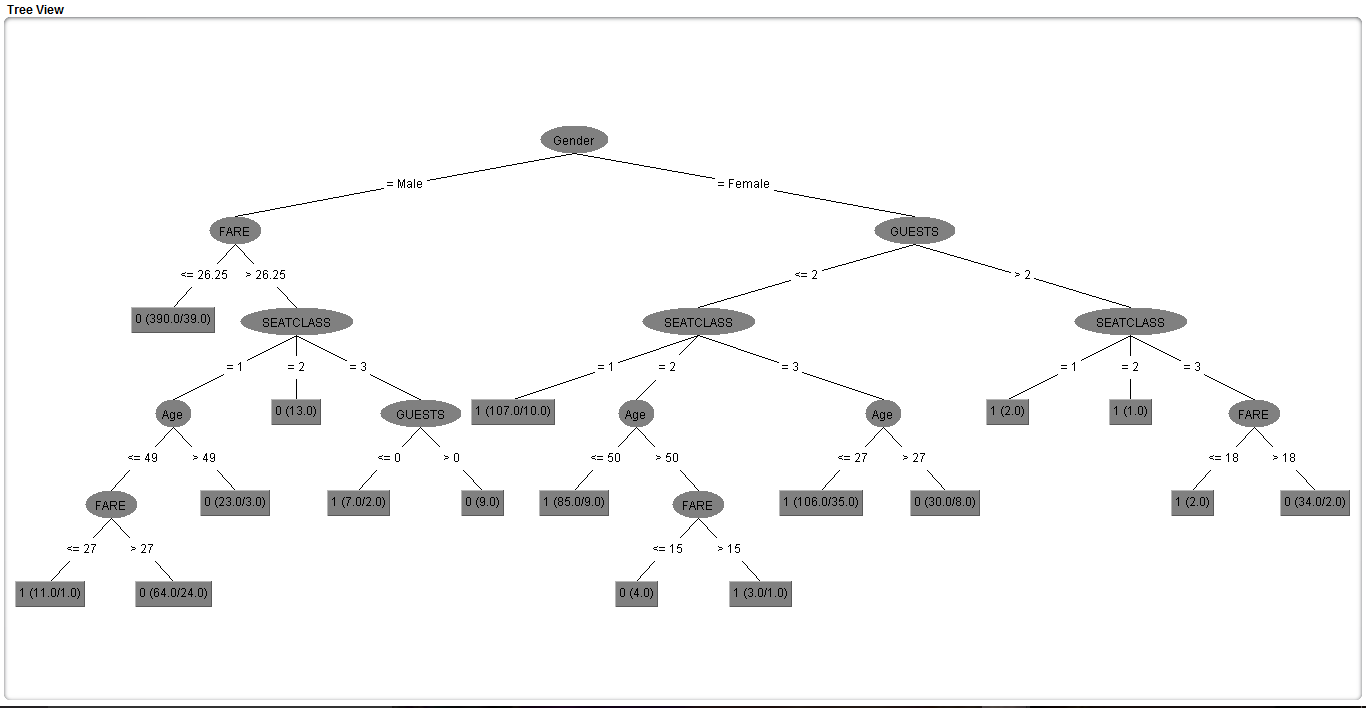 Tree View
Gender
= Male = Female
FARE GUESTS
<= 26.25 > 26.25 <= 2 > 2
0 (390.0/39.0) SEATCLASS SEATCLASS SEATCLASS
= 1 = 2 = 3 = 1 = 2 = 3 = 1 = 2 = 3
Age 0 (13.0) GUESTS 1 (107.0/10.0) Age Age 1 (2.0) 1 (1.0) FARE
<= 49 > 49 <= 0 > 0 <= 50 > 50 <= 27 > 27 <= 18 > 18
FARE 0 (23.0/3.0) 1 (7.0/2.0) 0 (9.0) 1 (85.0/9.0) FARE 1 (106.0/35.0) 0 (30.0/8.0) 1 (2.0) 0 (34.0/2.0)
<= 27 > 27 <= 15 > 15
1 (11.0/1.0) 0 (64.0/24.0) 0 (4.0) 1 (3.0/1.0)